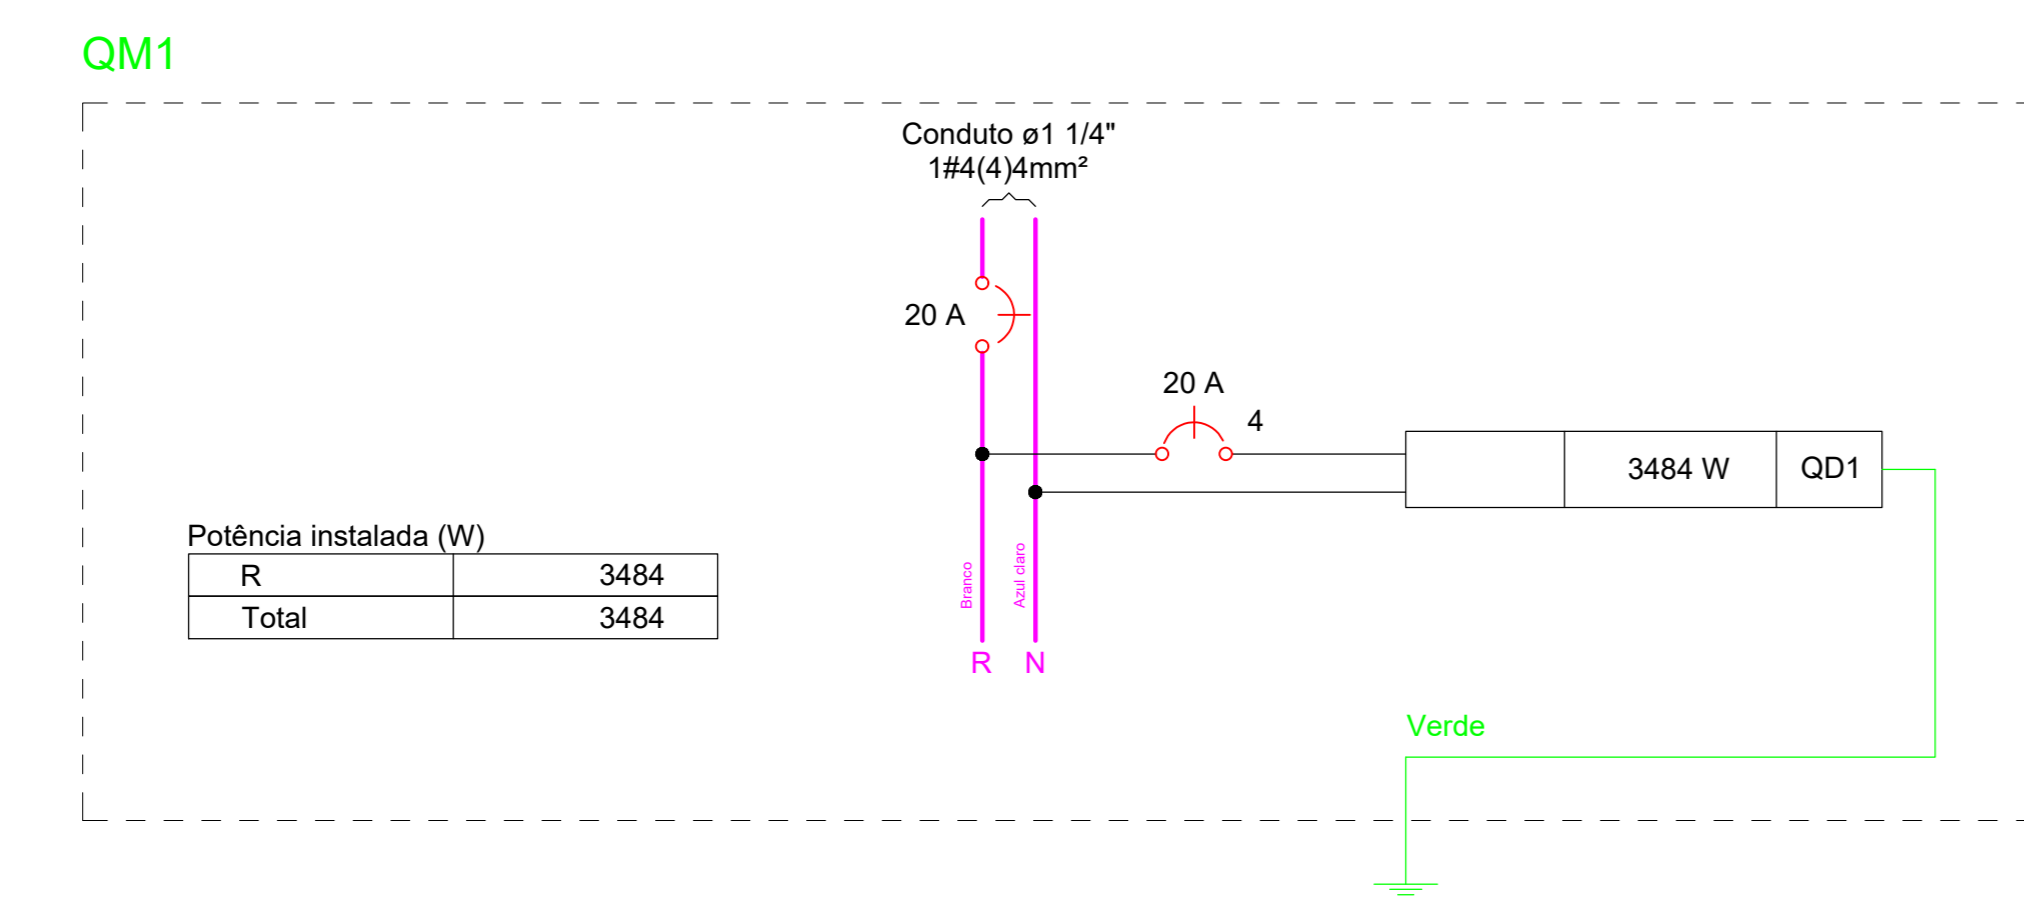 QM1
Conduto ø1 1/4"
1#4(4)4mm²
20 A
20 A
4
3484 W
QD1
Potência instalada (W)
R 3484
Total 3484
Branco
Azul claro
R N
Verde